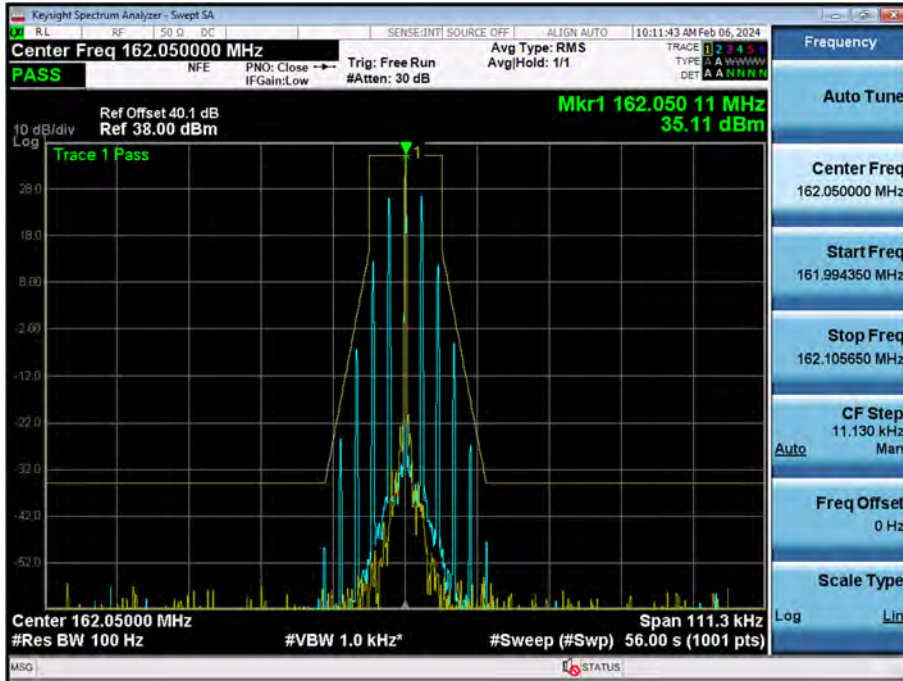 Keysight Spectrum Analyzer - Swept SA
LXI RL RF 50 Ω DC SENSE:INT SOURCE OFF ALIGN AUTO 10:11:43 AM Feb 06, 2024
Center Freq 162.050000 MHz
PASS
NFE
PNO: Close
IFGain:Low
Trig: Free Run
#Atten: 30 dB
Avg Type: RMS
Avg|Hold: 1/1
TRACE 1 2 3 4 5 6
TYPE A A W W W W
DET A A N N N N
Ref Offset 40.1 dB
10 dB/div Ref 38.00 dBm
Log
Mkr1 162.050 11 MHz
35.11 dBm
Trace 1 Pass
1
28.0
18.0
8.00
-2.00
-12.0
-22.0
-32.0
-42.0
-52.0
Center 162.05000 MHz Span 111.3 kHz
#Res BW 100 Hz #VBW 1.0 kHz* #Sweep (#Swp) 56.00 s (1001 pts)
MSG STATUS
Frequency
Auto Tune
Center Freq
162.050000 MHz
Start Freq
161.994350 MHz
Stop Freq
162.105650 MHz
CF Step
11.130 kHz
Auto Man
Freq Offset
0 Hz
Scale Type
Log Lin